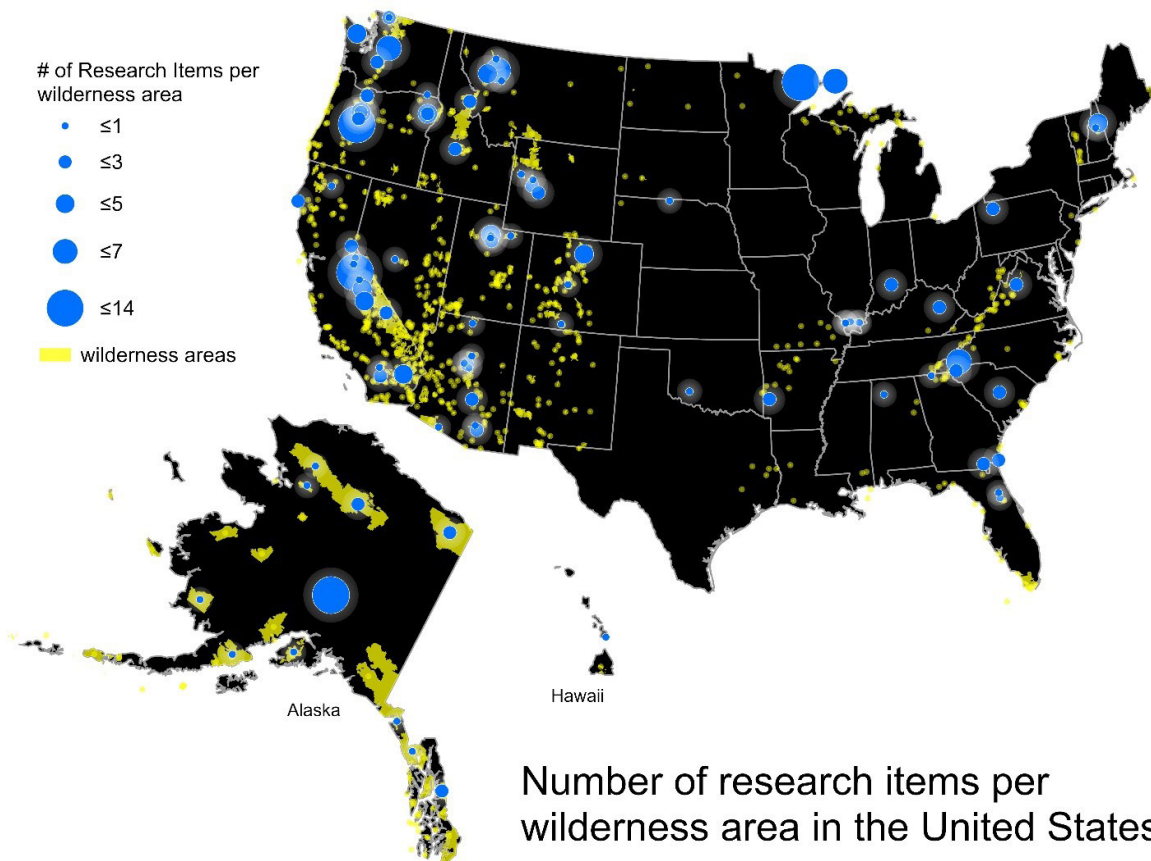 # of Research Items per
wilderness area
≤1
≤3
≤5
≤7
≤14
wilderness areas
Alaska
Hawaii
Number of research items per
wilderness area in the United States